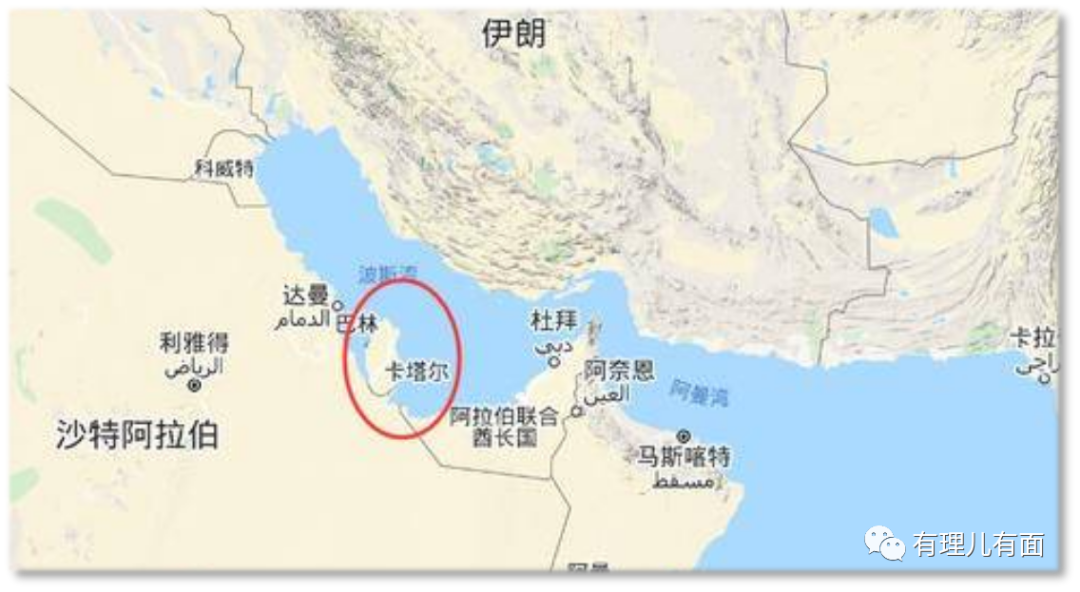 伊朗
科威特
波斯湾
达曼
الدمام
巴林
杜拜
دبي
卡拉
利雅得
الرياض
卡塔尔
阿奈恩
العين
阿曼湾
阿拉伯联合
酋长国
沙特阿拉伯
马斯喀特
مسقط
有理儿有面
阿曼